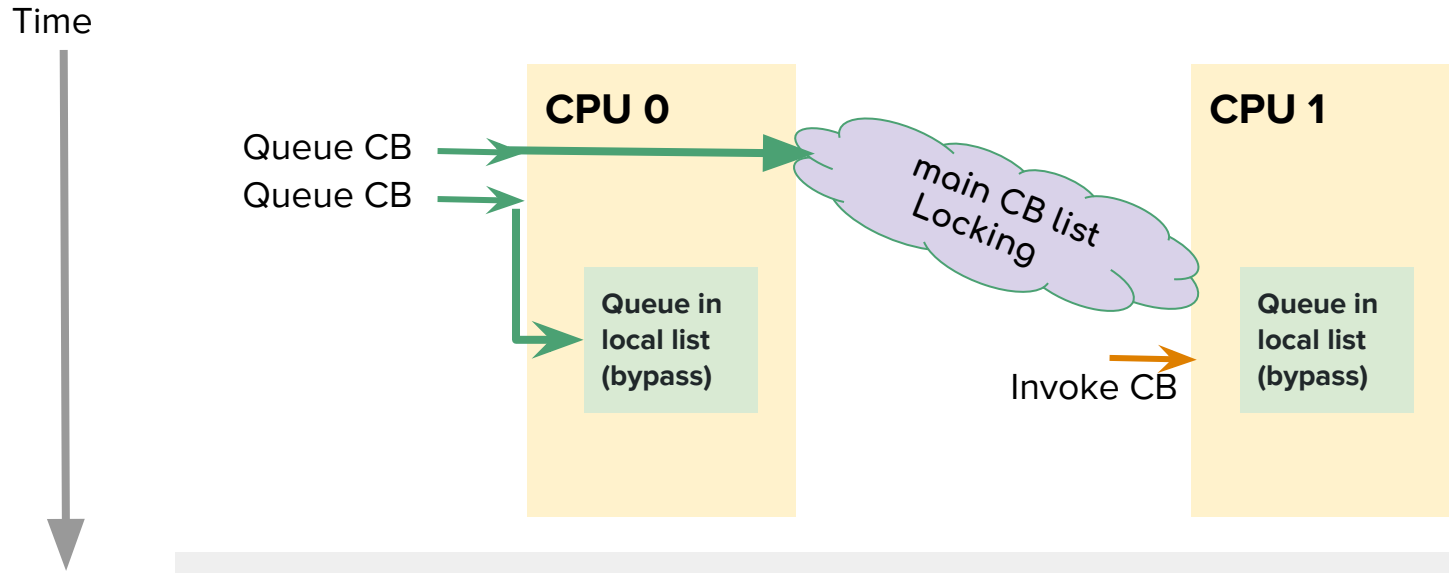 Time
CPU 0
CPU 1
Queue CB
Queue CB
main CB list
Locking
Queue in
local list
(bypass)
Queue in
local list
(bypass)
Invoke CB